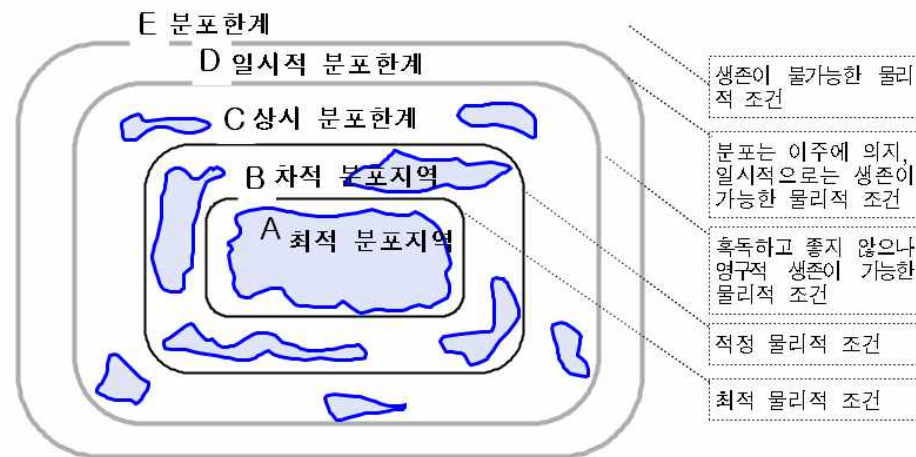 E 분포한계
D 일시적 분포한계
C 상시 분포한계
B 차적 분포지역
A 최적 분포지역
생존이 불가능한 물리
적 조건
분포는 이주에 의지,
일시적으로는 생존이
가능한 물리적 조건
혹독하고 좋지 않으나
영구적 생존이 가능한
물리적 조건
적정 물리적 조건
최적 물리적 조건